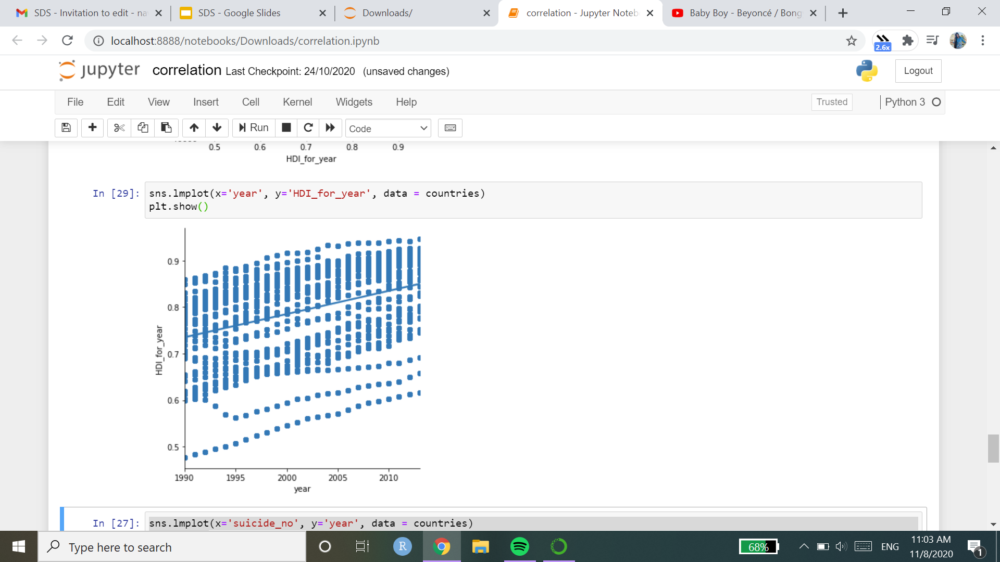 SDS - Invitation to edit - na
SDS - Google Slides
Downloads/
correlation - Jupyter Noteb
Baby Boy - Beyoncé / Bong
localhost:8888/notebooks/Downloads/correlation.ipynb
2.6x
jupyter correlation Last Checkpoint: 24/10/2020 (unsaved changes)
Logout
File Edit View Insert Cell Kernel Widgets Help
Trusted
Python 3
Run
Code
0.5 0.6 0.7 0.8 0.9
HDI_for_year
In [29]: sns.lmplot(x='year', y='HDI_for_year', data = countries)
plt.show()
0.9
0.8
0.7
0.6
0.5
HDI_for_year
1990 1995 2000 2005 2010
year
In [27]: sns.lmplot(x='suicide_no', y='year', data = countries)
Type here to search
R
68%
ENG
11:03 AM
11/8/2020
1